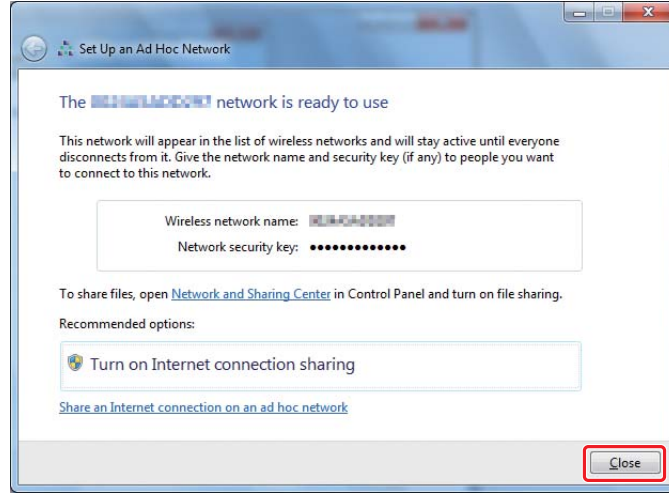 Set Up an Ad Hoc Network
The network is ready to use
This network will appear in the list of wireless networks and will stay active until everyone
disconnects from it. Give the network name and security key (if any) to people you want
to connect to this network.
Wireless network name:
Network security key: •••••••••••••
To share files, open Network and Sharing Center in Control Panel and turn on file sharing.
Recommended options:
Turn on Internet connection sharing
Share an Internet connection on an ad hoc network
Close